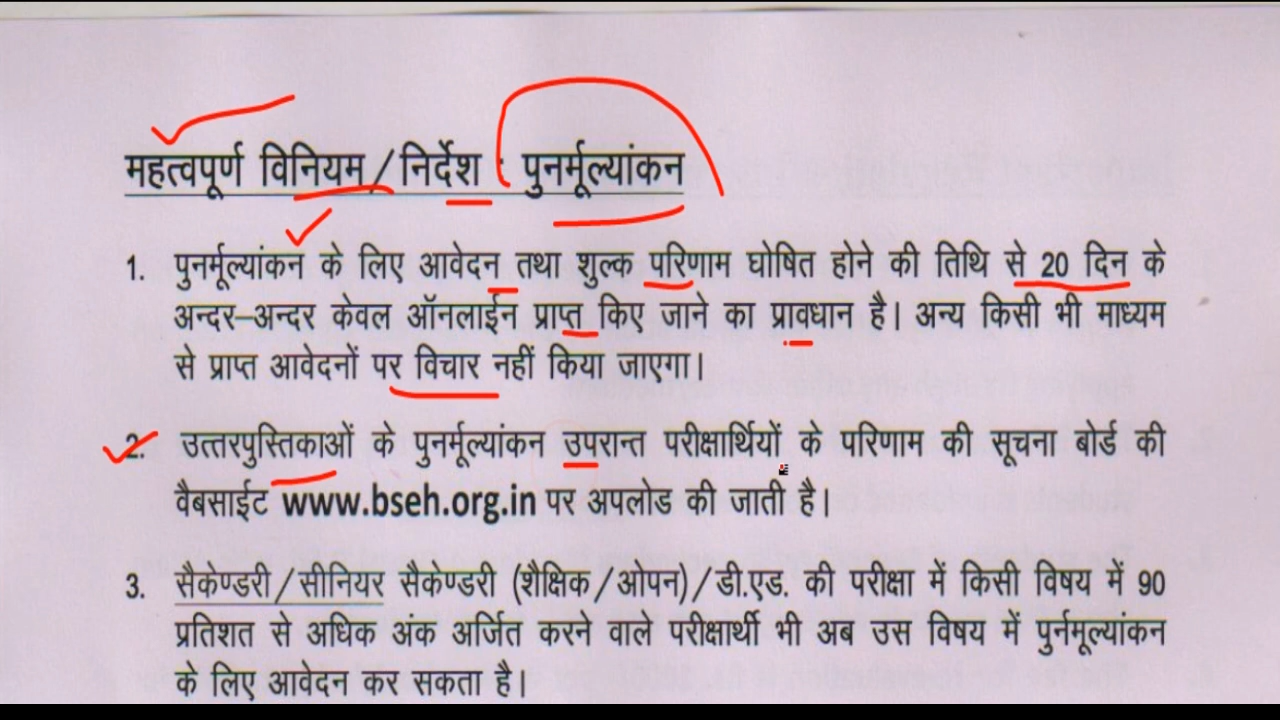 महत्वपूर्ण विनियम/निर्देश : पुनर्मूल्यांकन
1. पुनर्मूल्यांकन के लिए आवेदन तथा शुल्क परिणाम घोषित होने की तिथि से 20 दिन के
अन्दर–अन्दर केवल ऑनलाईन प्राप्त किए जाने का प्रावधान है। अन्य किसी भी माध्यम
से प्राप्त आवेदनों पर विचार नहीं किया जाएगा।
2. उत्तरपुस्तिकाओं के पुनर्मूल्यांकन उपरान्त परीक्षार्थियों के परिणाम की सूचना बोर्ड की
वैबसाईट www.bseh.org.in पर अपलोड की जाती है।
3. सैकण्डरी/सीनियर सैकेण्डरी (शैक्षिक/ओपन)/डी.एड. की परीक्षा में किसी विषय में 90
प्रतिशत से अधिक अंक अर्जित करने वाले परीक्षार्थी भी अब उस विषय में पुर्नमूल्यांकन
के लिए आवेदन कर सकता है।